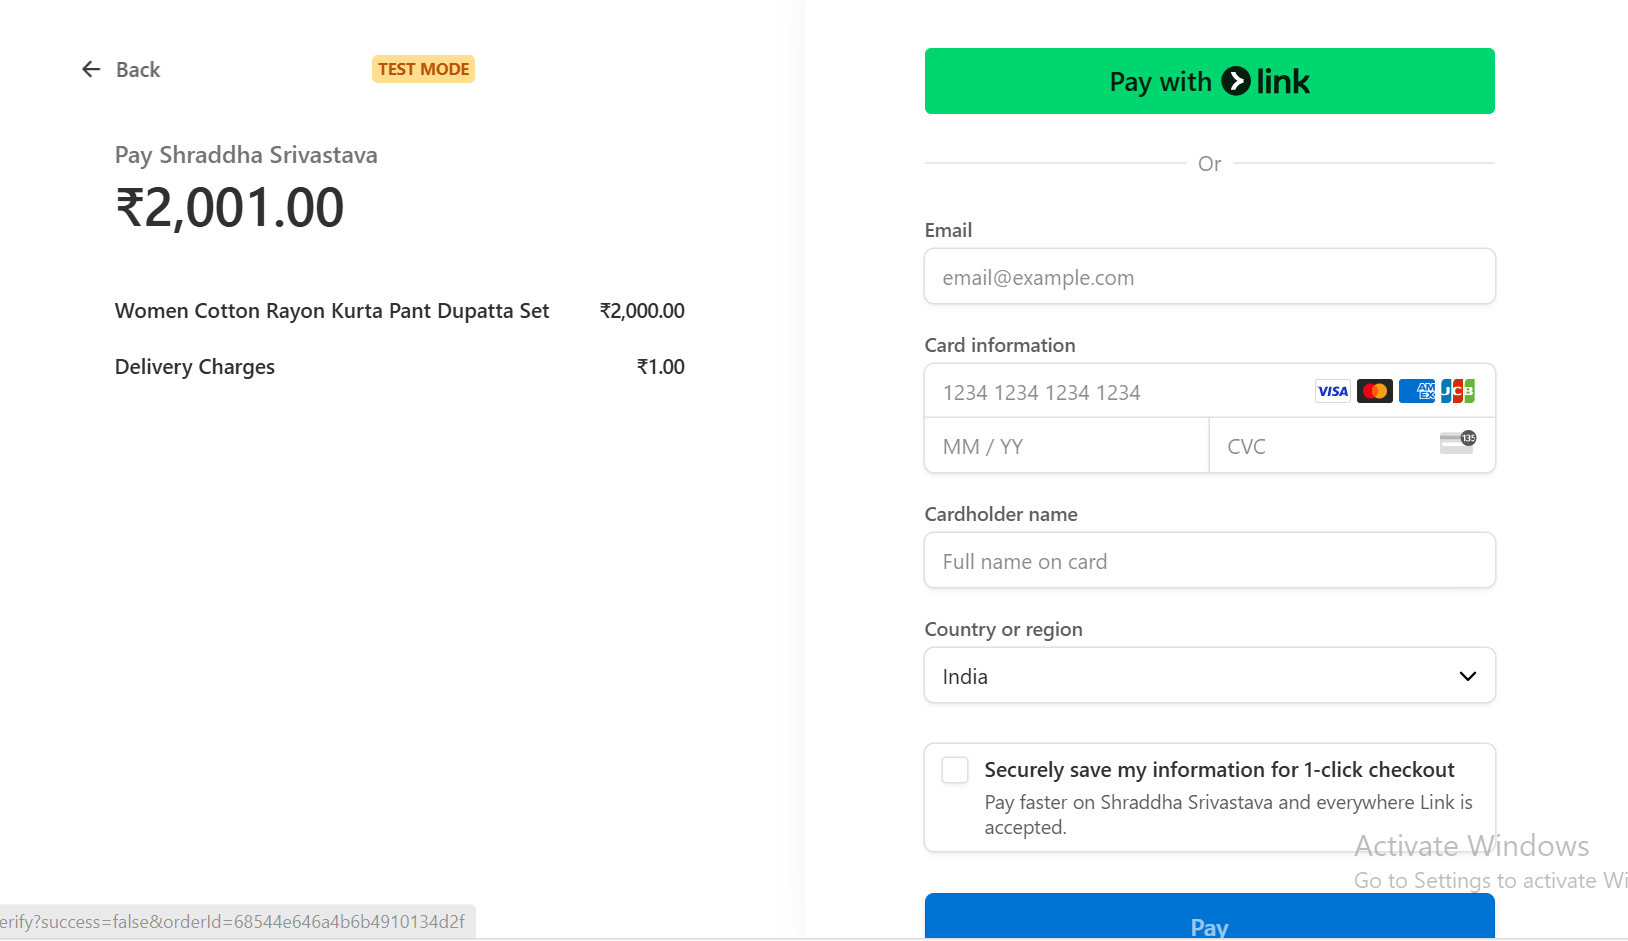 Back
TEST MODE
Pay Shraddha Srivastava
₹2,001.00
Women Cotton Rayon Kurta Pant Dupatta Set ₹2,000.00
Delivery Charges ₹1.00
Pay with link
Or
Email
email@example.com
Card information
1234 1234 1234 1234 VISA AM EX JCB
MM / YY CVC 135
Cardholder name
Full name on card
Country or region
India
Securely save my information for 1-click checkout
Pay faster on Shraddha Srivastava and everywhere Link is
accepted.
Pay
Activate Windows
Go to Settings to activate Wi
erify?success=false&orderId=68544e646a4b6b4910134d2f